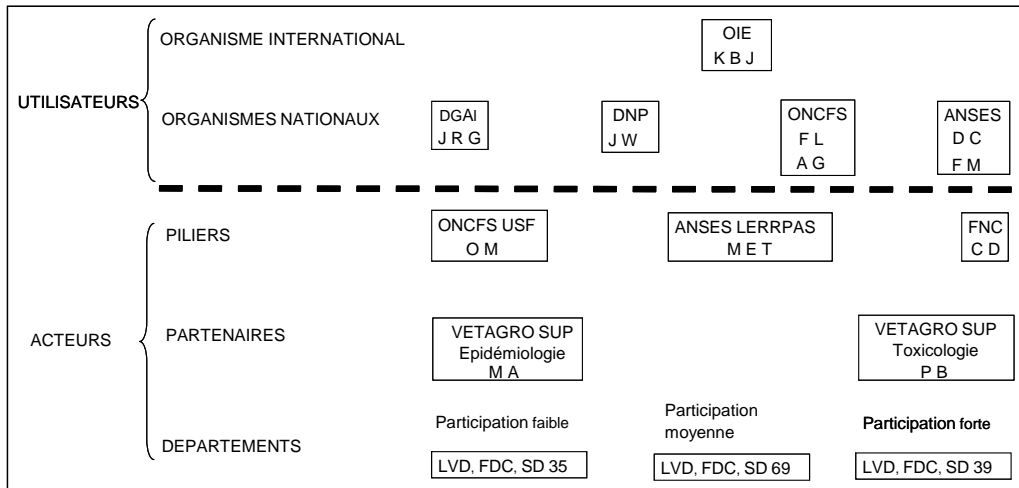 ORGANISME INTERNATIONAL
OIE
K B J
UTILISATEURS
ORGANISMES NATIONAUX
DGAl
J R G
DNP
J W
ONCFS
F L
A G
ANSES
D C
F M
PILIERS
ONCFS USF
O M
ANSES LERRPAS
M E T
FNC
C D
ACTEURS
PARTENAIRES
VETAGRO SUP
Epidémiologie
M A
VETAGRO SUP
Toxicologie
P B
DEPARTEMENTS
Participation faible
Participation
moyenne
Participation forte
LVD, FDC, SD 35
LVD, FDC, SD 69
LVD, FDC, SD 39